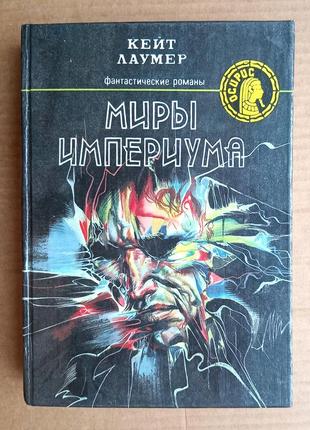 КЕЙТ
ЛАУМЕР
фантастические романы
ОСИРИС
МИРЫ
ИМПЕРИУМА